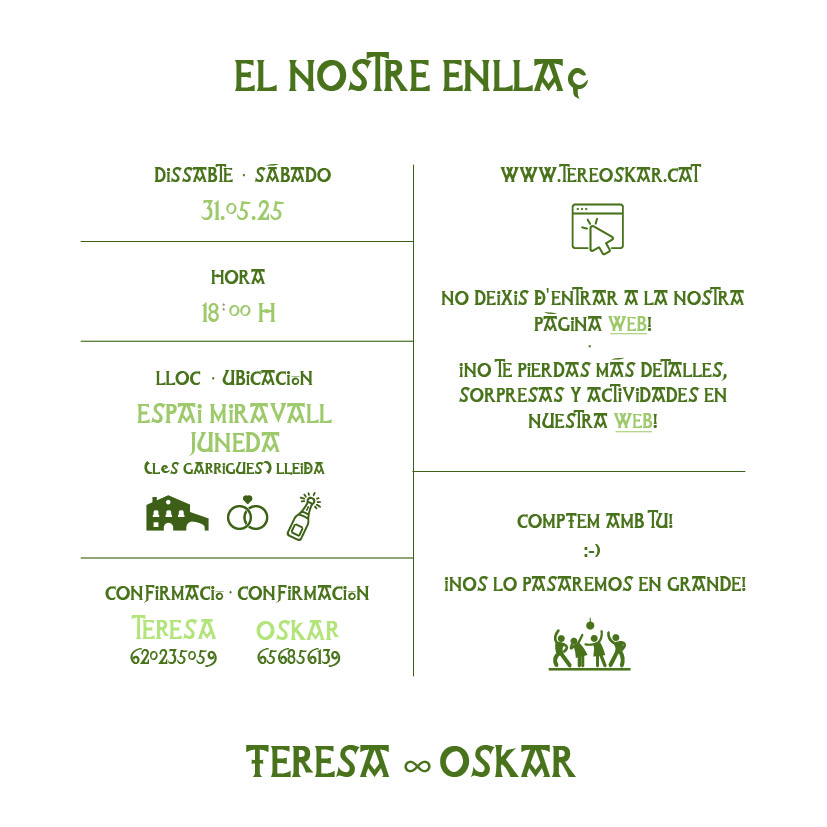 EL NOSTRE ENLLAÇ
DISSABTE · SÁBADO
31.05.25
HORA
18:00 H
LLOC · UBICACIÓN
ESPAI MIRAVALL
JUNEDA
(LES GARRIGUES) LLEIDA
CONFIRMACIÓ · CONFIRMACIÓN
TERESA OSKAR
620235059 656856139
WWW.TEREOSKAR.CAT
NO DEIXIS D'ENTRAR A LA NOSTRA
PÀGINA WEB!
·
¡NO TE PIERDAS MÁS DETALLES,
SORPRESAS Y ACTIVIDADES EN
NUESTRA WEB!
COMPTEM AMB TU!
:-)
¡NOS LO PASAREMOS EN GRANDE!
TERESA ∞ OSKAR